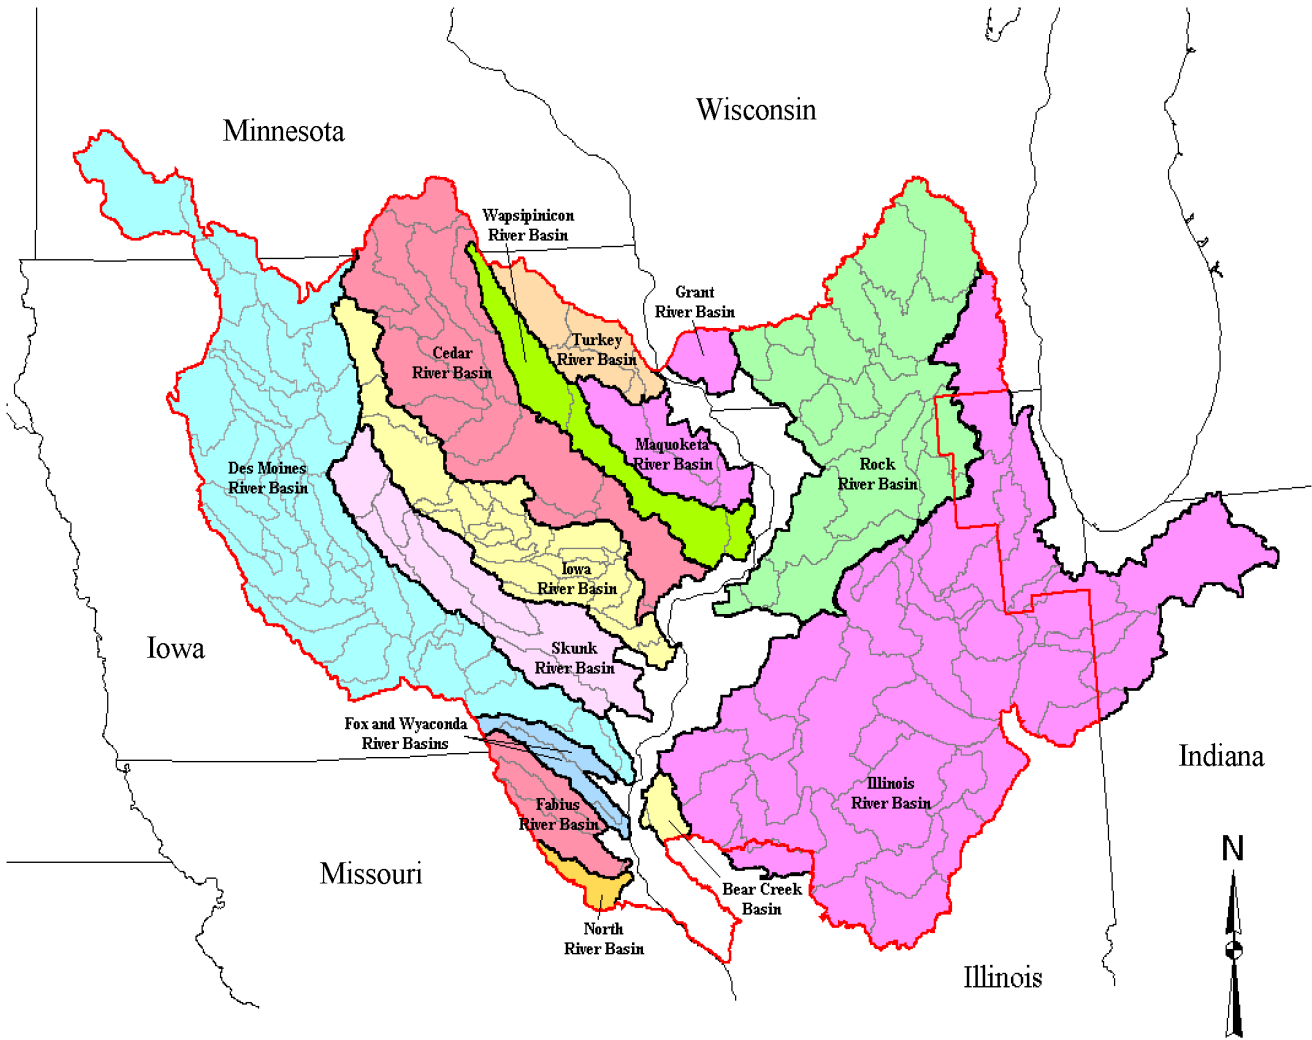 Wisconsin
Minnesota
Wapsipinicon
River Basin
Grant
River Basin
Turkey
River Basin
Cedar
River Basin
Maquoketa
River Basin
Rock
River Basin
Des Moines
River Basin
Iowa
River Basin
Iowa
Skunk
River Basin
Fox and Wyaconda
River Basins
Indiana
Illinois
River Basin
Fabius
River Basin
Missouri
Bear Creek
Basin
North
River Basin
Illinois
N